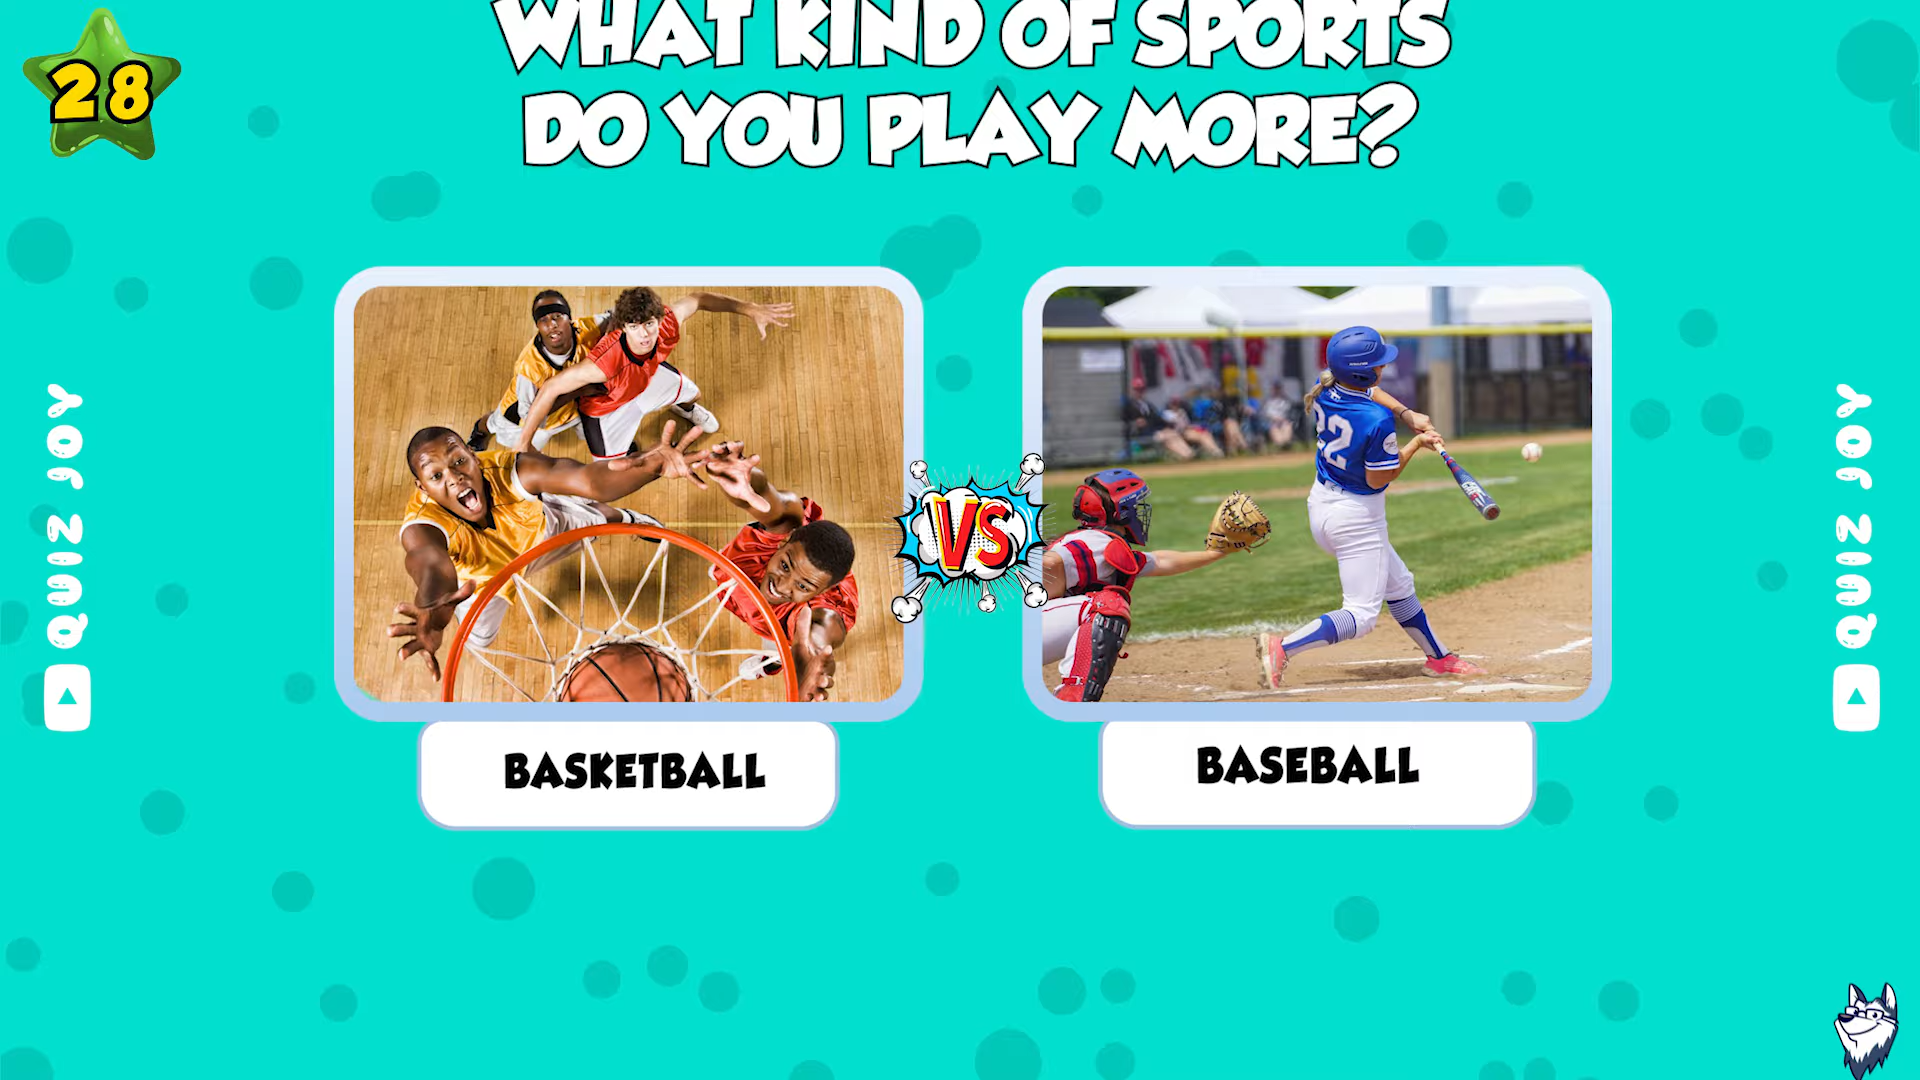 28
WHAT KIND OF SPORTS
DO YOU PLAY MORE?
QUIZ JOY
VS
22
BASKETBALL
BASEBALL
QUIZ JOY